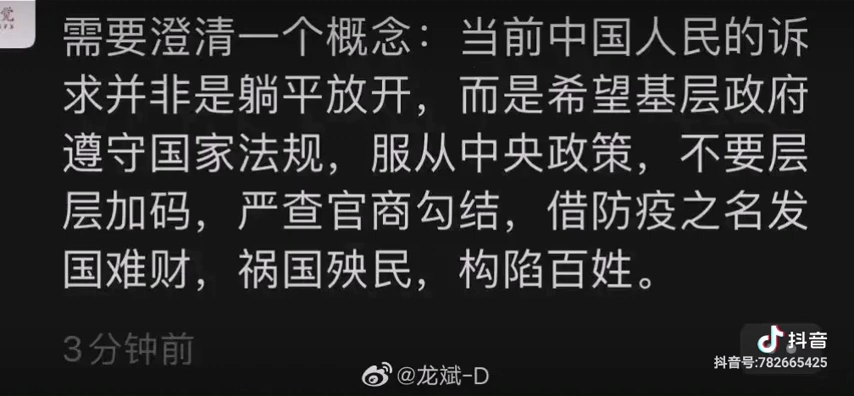 需要澄清一个概念：当前中国人民的诉
求并非是躺平放开，而是希望基层政府
遵守国家法规，服从中央政策，不要层
层加码，严查官商勾结，借防疫之名发
国难财，祸国殃民，构陷百姓。
3分钟前
抖音
抖音号:782665425
@龙斌-D